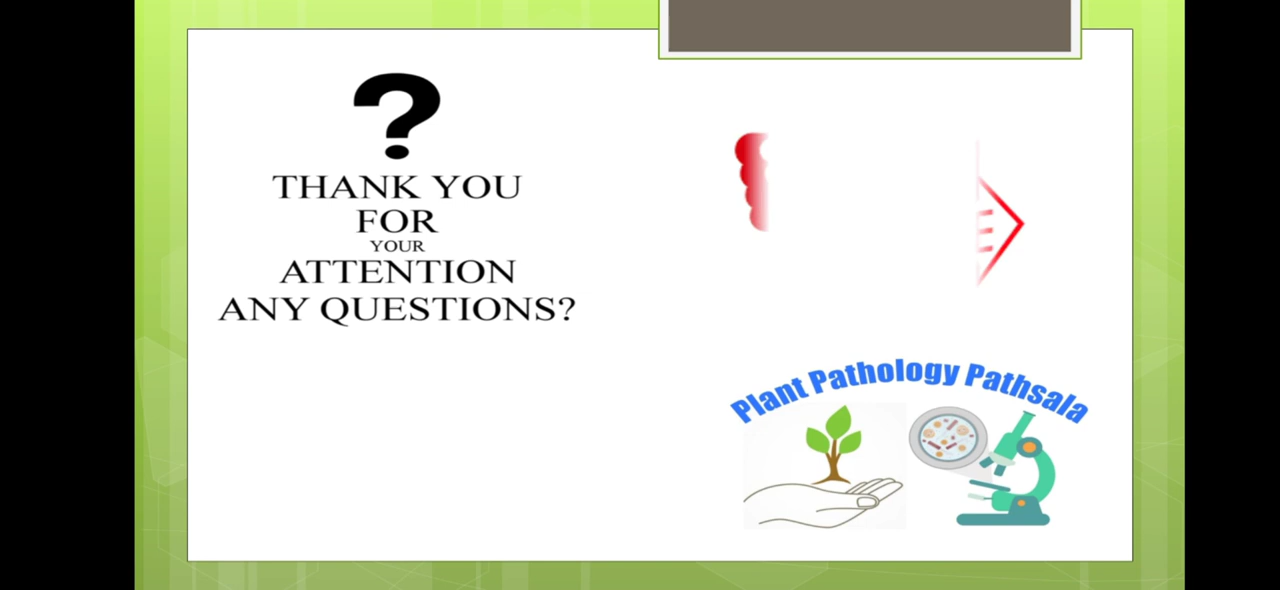 ?
THANK YOU
FOR
YOUR
ATTENTION
ANY QUESTIONS?
Plant Pathology Pathsala